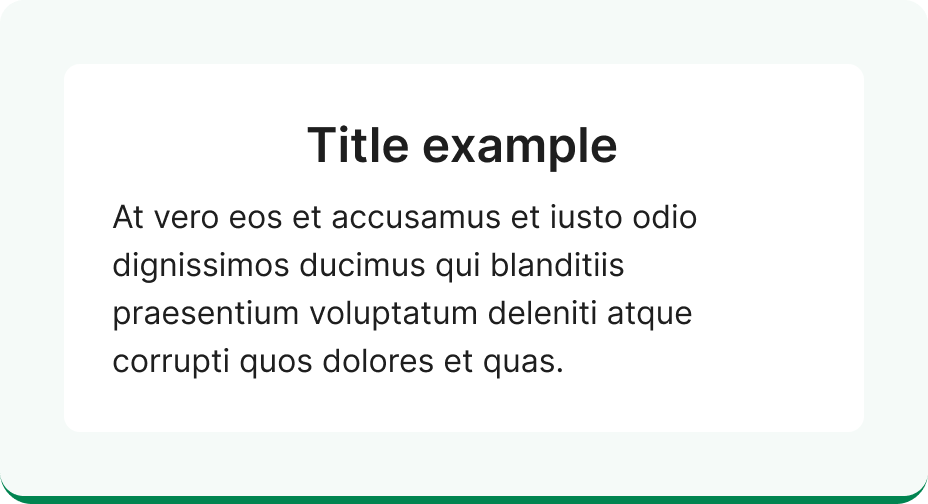 Title example
At vero eos et accusamus et iusto odio
dignissimos ducimus qui blanditiis
praesentium voluptatum deleniti atque
corrupti quos dolores et quas.